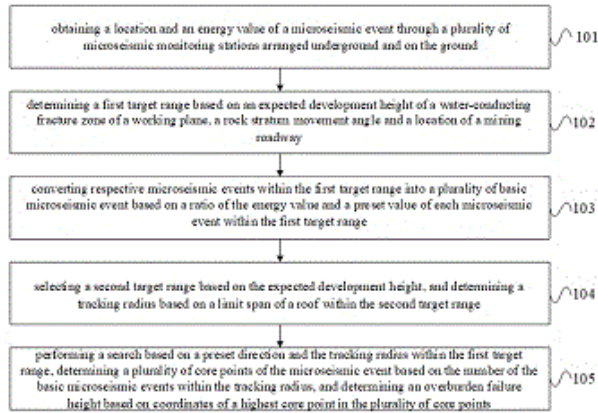 obtaining a location and an energy value of a microseismic event through a plurality of
microseismic monitoring stations arranged underground and on the ground
101
determining a first target range based on an expected development height of a water-conducting
fracture zone of a working plane, a rock stratum movement angle and a location of a mining
roadway
102
converting respective microseismic events within the first target range into a plurality of basic
microseismic event based on a ratio of the energy value and a preset value of each microseismic
event within the first target range
103
selecting a second target range based on the expected development height, and determining a
tracking radius based on a limit span of a roof within the second target range
104
performing a search based on a preset direction and the tracking radius within the first target
range, determining a plurality of core points of the microseismic event based on the number of the
basic microseismic events within the tracking radius, and determining an overburden failure
height based on coordinates of a highest core point in the plurality of core points
105